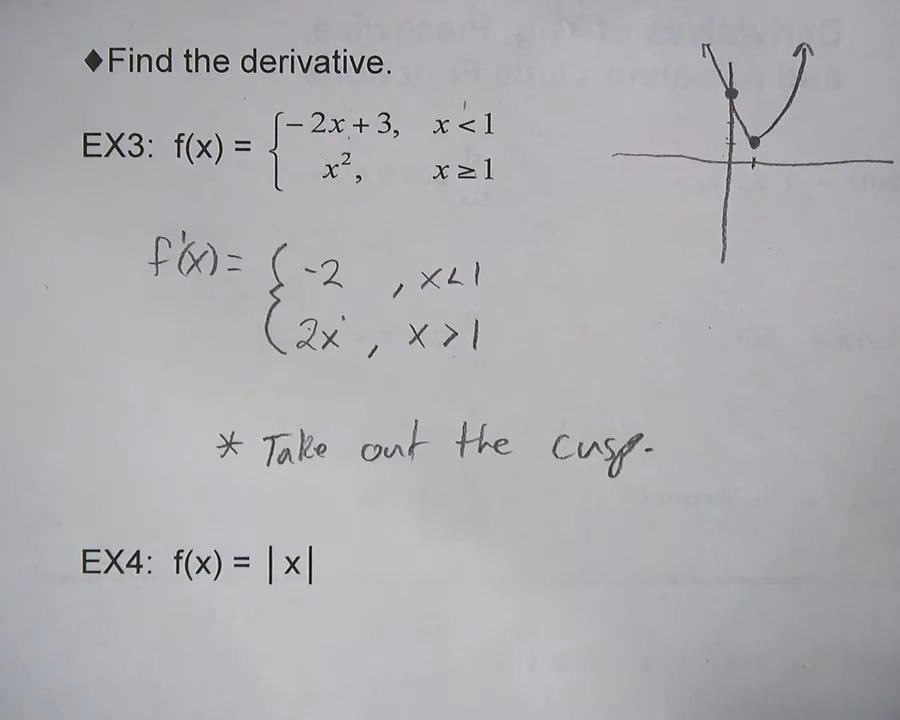 ♦Find the derivative.
EX3: f(x) = { -2x + 3, x < 1
x², x ≥ 1
f'(x) = { -2 , x < 1
2x , x > 1
* Take out the cusp.
EX4: f(x) = | x |